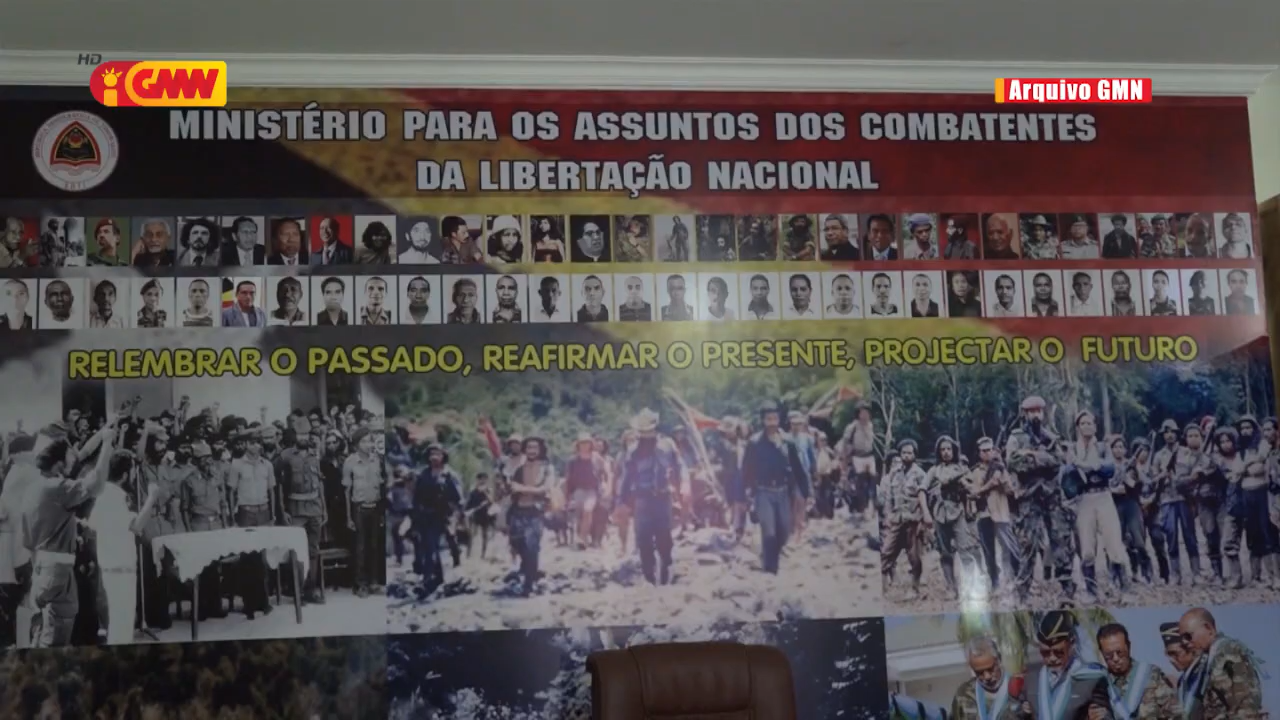 HD
GMN
Arquivo GMN
MINISTÉRIO PARA OS ASSUNTOS DOS COMBATENTES
DA LIBERTAÇÃO NACIONAL
RELEMBRAR O PASSADO, REAFIRMAR O PRESENTE, PROJECTAR O FUTURO